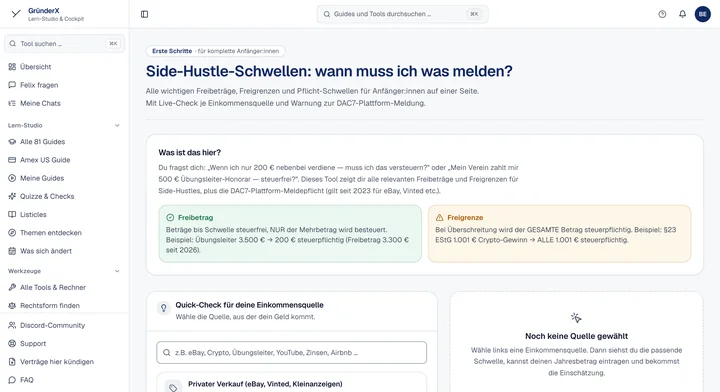 GründerX
Lern-Studio & Cockpit
Tool suchen ...
⌘K
Übersicht
Felix fragen
Meine Chats
Lern-Studio
Alle 81 Guides
Amex US Guide
Meine Guides
Quizze & Checks
Listicles
Themen entdecken
Was sich ändert
Werkzeuge
Alle Tools & Rechner
Rechtsform finden
Discord-Community
Support
Verträge hier kündigen
FAQ
Guides und Tools durchsuchen ...
⌘K
BE
Erste Schritte · für komplette Anfänger:innen
Side-Hustle-Schwellen: wann muss ich was melden?
Alle wichtigen Freibeträge, Freigrenzen und Pflicht-Schwellen für Anfänger:innen auf einer Seite.
Mit Live-Check je Einkommensquelle und Warnung zur DAC7-Plattform-Meldung.
Was ist das hier?
Du fragst dich: „Wenn ich nur 200 € nebenbei verdiene — muss ich das versteuern?" oder „Mein Verein zahlt mir
500 € Übungsleiter-Honorar — steuerfrei?". Dieses Tool zeigt dir alle relevanten Freibeträge und Freigrenzen für
Side-Hustles, plus die DAC7-Plattform-Meldepflicht (gilt seit 2023 für eBay, Vinted etc.).
Freibetrag
Beträge bis Schwelle steuerfrei, NUR der Mehrbetrag wird besteuert.
Beispiel: Übungsleiter 3.500 € → 200 € steuerpflichtig (Freibetrag 3.300 €
seit 2026).
Freigrenze
Bei Überschreitung wird der GESAMTE Betrag steuerpflichtig. Beispiel: §23
EStG 1.001 € Crypto-Gewinn → ALLE 1.001 € steuerpflichtig.
Quick-Check für deine Einkommensquelle
Wähle die Quelle, aus der dein Geld kommt.
z.B. eBay, Crypto, Übungsleiter, YouTube, Zinsen, Airbnb ...
Privater Verkauf (eBay, Vinted, Kleinanzeigen)
Noch keine Quelle gewählt
Wähle links eine Einkommensquelle. Dann siehst du die passende
Schwelle, kannst deinen Jahresbetrag eintragen und bekommst
die Einschätzung.